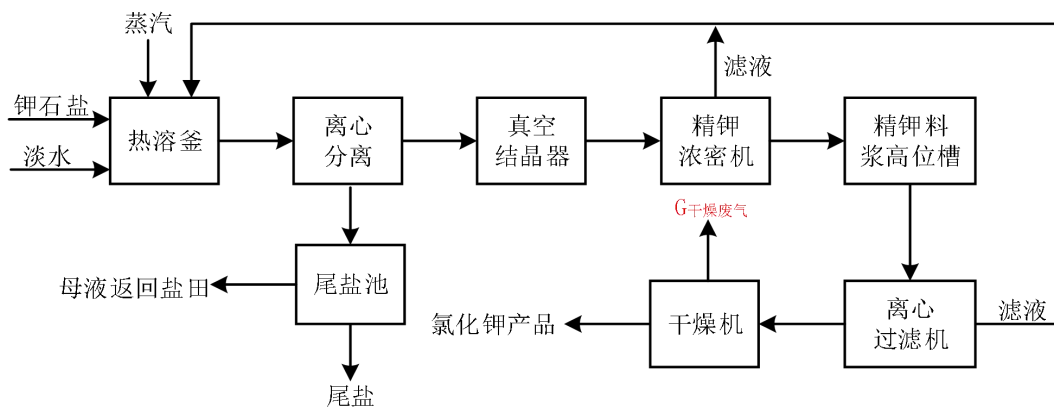 蒸汽
滤液
钾石盐
淡水
热溶釜
离心
分离
真空
结晶器
精钾
浓密机
精钾料
浆高位槽
G干燥废气
母液返回盐田
尾盐池
氯化钾产品
干燥机
离心
过滤机
滤液
尾盐